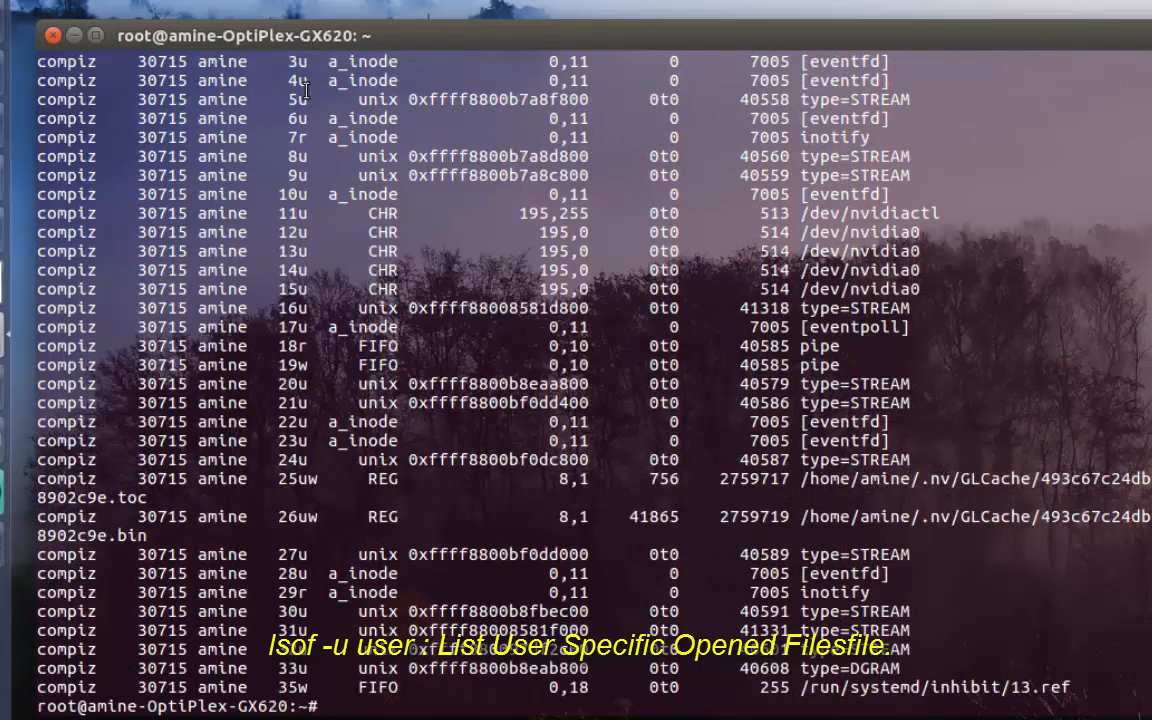 root@amine-OptiPlex-GX620: ~
compiz 30715 amine 3u a_inode 0,11 0 7005 [eventfd]
compiz 30715 amine 4u a_inode 0,11 0 7005 [eventfd]
compiz 30715 amine 5u unix 0xffff8800b7a8f800 0t0 40558 type=STREAM
compiz 30715 amine 6u a_inode 0,11 0 7005 [eventfd]
compiz 30715 amine 7r a_inode 0,11 0 7005 inotify
compiz 30715 amine 8u unix 0xffff8800b7a8d800 0t0 40560 type=STREAM
compiz 30715 amine 9u unix 0xffff8800b7a8c800 0t0 40559 type=STREAM
compiz 30715 amine 10u a_inode 0,11 0 7005 [eventfd]
compiz 30715 amine 11u CHR 195,255 0t0 513 /dev/nvidiactl
compiz 30715 amine 12u CHR 195,0 0t0 514 /dev/nvidia0
compiz 30715 amine 13u CHR 195,0 0t0 514 /dev/nvidia0
compiz 30715 amine 14u CHR 195,0 0t0 514 /dev/nvidia0
compiz 30715 amine 15u CHR 195,0 0t0 514 /dev/nvidia0
compiz 30715 amine 16u unix 0xffff88008581d800 0t0 41318 type=STREAM
compiz 30715 amine 17u a_inode 0,11 0 7005 [eventpoll]
compiz 30715 amine 18r FIFO 0,10 0t0 40585 pipe
compiz 30715 amine 19w FIFO 0,10 0t0 40585 pipe
compiz 30715 amine 20u unix 0xffff8800b8eaa800 0t0 40579 type=STREAM
compiz 30715 amine 21u unix 0xffff8800bf0dd400 0t0 40586 type=STREAM
compiz 30715 amine 22u a_inode 0,11 0 7005 [eventfd]
compiz 30715 amine 23u a_inode 0,11 0 7005 [eventfd]
compiz 30715 amine 24u unix 0xffff8800bf0dc800 0t0 40587 type=STREAM
compiz 30715 amine 25uw REG 8,1 756 2759717 /home/amine/.nv/GLCache/493c67c24db
8902c9e.toc
compiz 30715 amine 26uw REG 8,1 41865 2759719 /home/amine/.nv/GLCache/493c67c24db
8902c9e.bin
compiz 30715 amine 27u unix 0xffff8800bf0dd000 0t0 40589 type=STREAM
compiz 30715 amine 28u a_inode 0,11 0 7005 [eventfd]
compiz 30715 amine 29r a_inode 0,11 0 7005 inotify
compiz 30715 amine 30u unix 0xffff8800b8fbec00 0t0 40591 type=STREAM
compiz 30715 amine 31u unix 0xffff88008581f000 0t0 41331 type=STREAM
lsof -u user : List User Specific Opened Filesfile.
compiz 30715 amine type=STREAM
compiz 30715 amine 33u unix 0xffff8800b8eab800 0t0 40608 type=DGRAM
compiz 30715 amine 35w FIFO 0,18 0t0 255 /run/systemd/inhibit/13.ref
root@amine-OptiPlex-GX620:~#